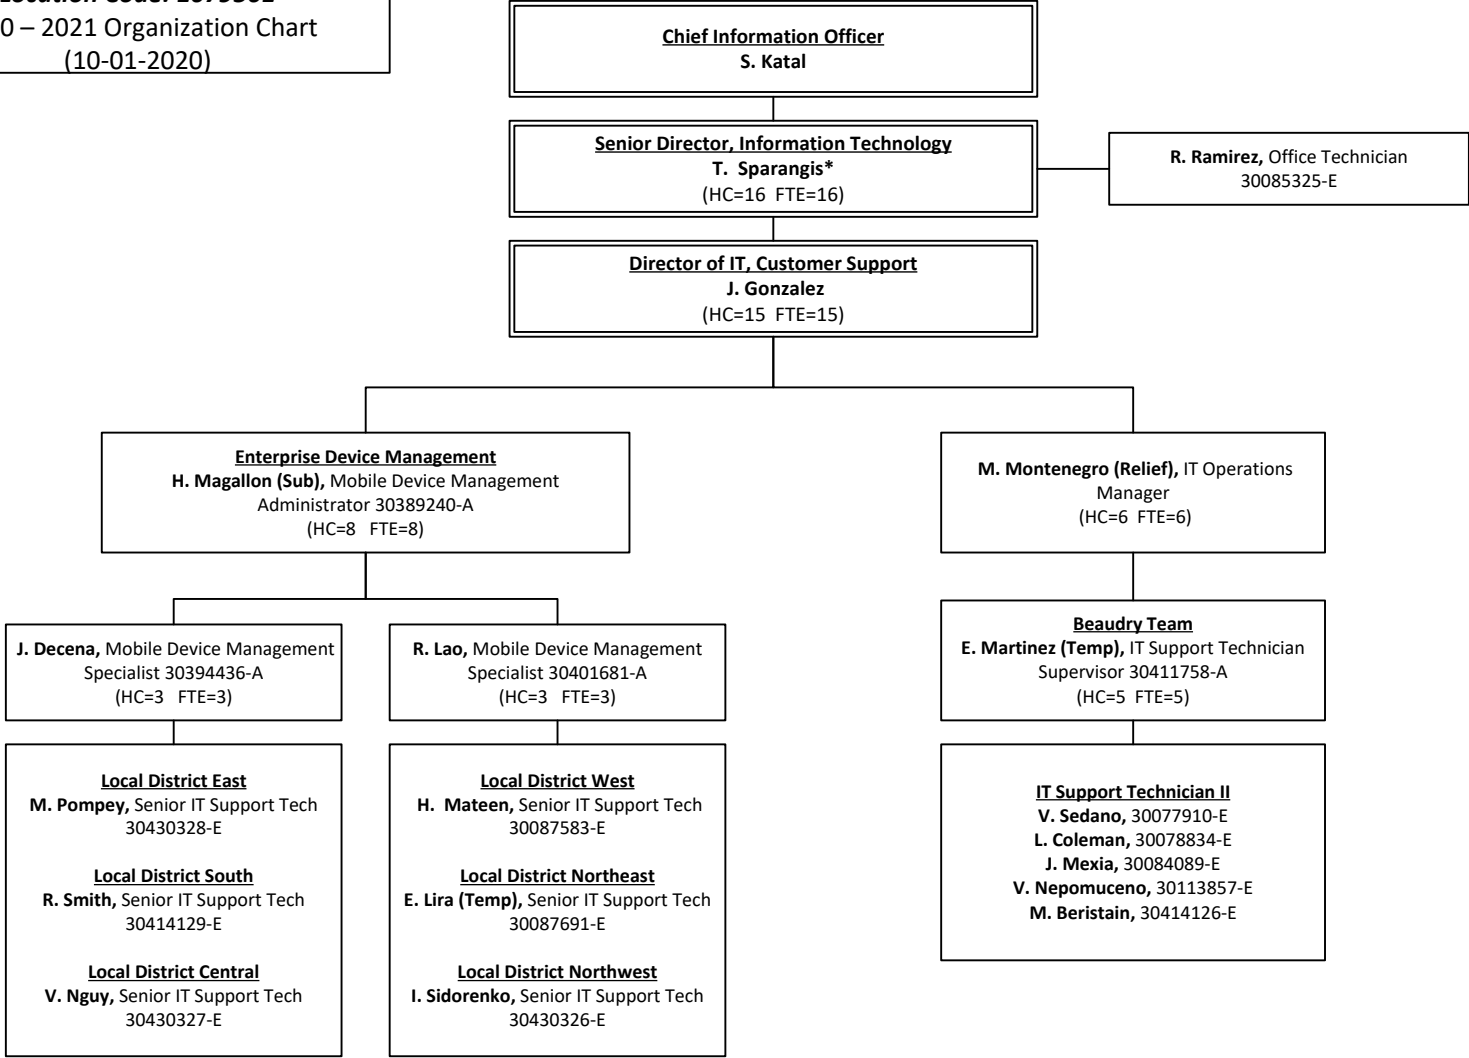 0 – 2021 Organization Chart
(10-01-2020)
Chief Information Officer
S. Katal
Senior Director, Information Technology
T. Sparangis*
(HC=16 FTE=16)
R. Ramirez, Office Technician
30085325-E
Director of IT, Customer Support
J. Gonzalez
(HC=15 FTE=15)
Enterprise Device Management
H. Magallon (Sub), Mobile Device Management
Administrator 30389240-A
(HC=8 FTE=8)
M. Montenegro (Relief), IT Operations
Manager
(HC=6 FTE=6)
J. Decena, Mobile Device Management
Specialist 30394436-A
(HC=3 FTE=3)
R. Lao, Mobile Device Management
Specialist 30401681-A
(HC=3 FTE=3)
Beaudry Team
E. Martinez (Temp), IT Support Technician
Supervisor 30411758-A
(HC=5 FTE=5)
Local District East
M. Pompey, Senior IT Support Tech
30430328-E
Local District South
R. Smith, Senior IT Support Tech
30414129-E
Local District Central
V. Nguy, Senior IT Support Tech
30430327-E
Local District West
H. Mateen, Senior IT Support Tech
30087583-E
Local District Northeast
E. Lira (Temp), Senior IT Support Tech
30087691-E
Local District Northwest
I. Sidorenko, Senior IT Support Tech
30430326-E
IT Support Technician II
V. Sedano, 30077910-E
L. Coleman, 30078834-E
J. Mexia, 30084089-E
V. Nepomuceno, 30113857-E
M. Beristain, 30414126-E